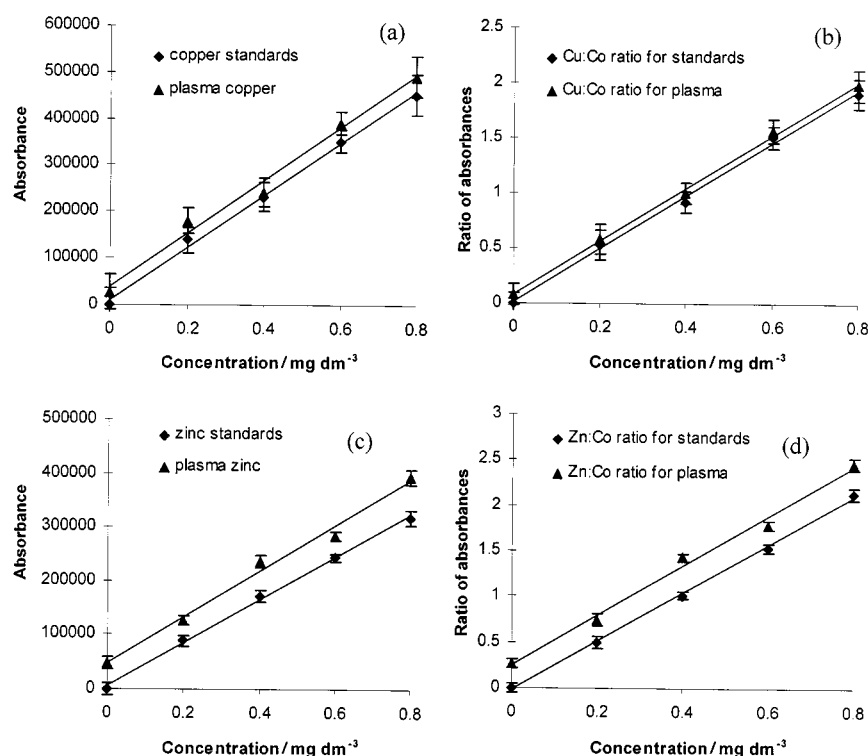 (a)
copper standards
plasma copper
Absorbance
600000
500000
400000
300000
200000
100000
0
0 0.2 0.4 0.6 0.8
Concentration / mg dm-3
(b)
Cu:Co ratio for standards
Cu:Co ratio for plasma
Ratio of absorbances
2.5
2
1.5
1
0.5
0
0 0.2 0.4 0.6 0.8
Concentration / mg dm-3
(c)
zinc standards
plasma zinc
Absorbance
500000
400000
300000
200000
100000
0
0 0.2 0.4 0.6 0.8
Concentration / mg dm-3
(d)
Zn:Co ratio for standards
Zn:Co ratio for plasma
Ratio of absorbances
3
2.5
2
1.5
1
0.5
0
0 0.2 0.4 0.6 0.8
Concentration / mg dm-3